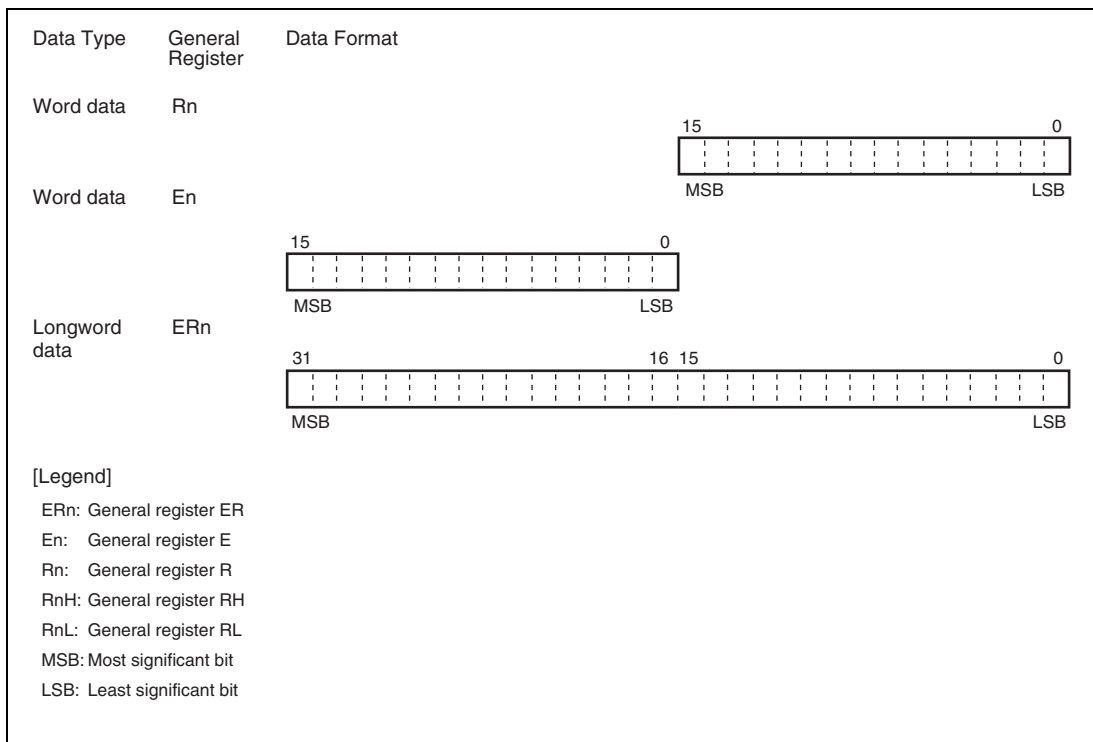 Data Type General Register Data Format
Word data Rn
15 0
MSB LSB
Word data En
15 0
MSB LSB
Longword data ERn
31 16 15 0
MSB LSB
[Legend]
ERn: General register ER
En: General register E
Rn: General register R
RnH: General register RH
RnL: General register RL
MSB: Most significant bit
LSB: Least significant bit